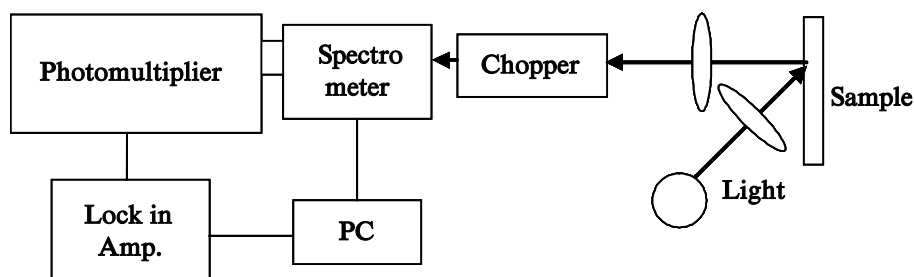 Photomultiplier
Spectro
meter
Chopper
Sample
Light
Lock in
Amp.
PC